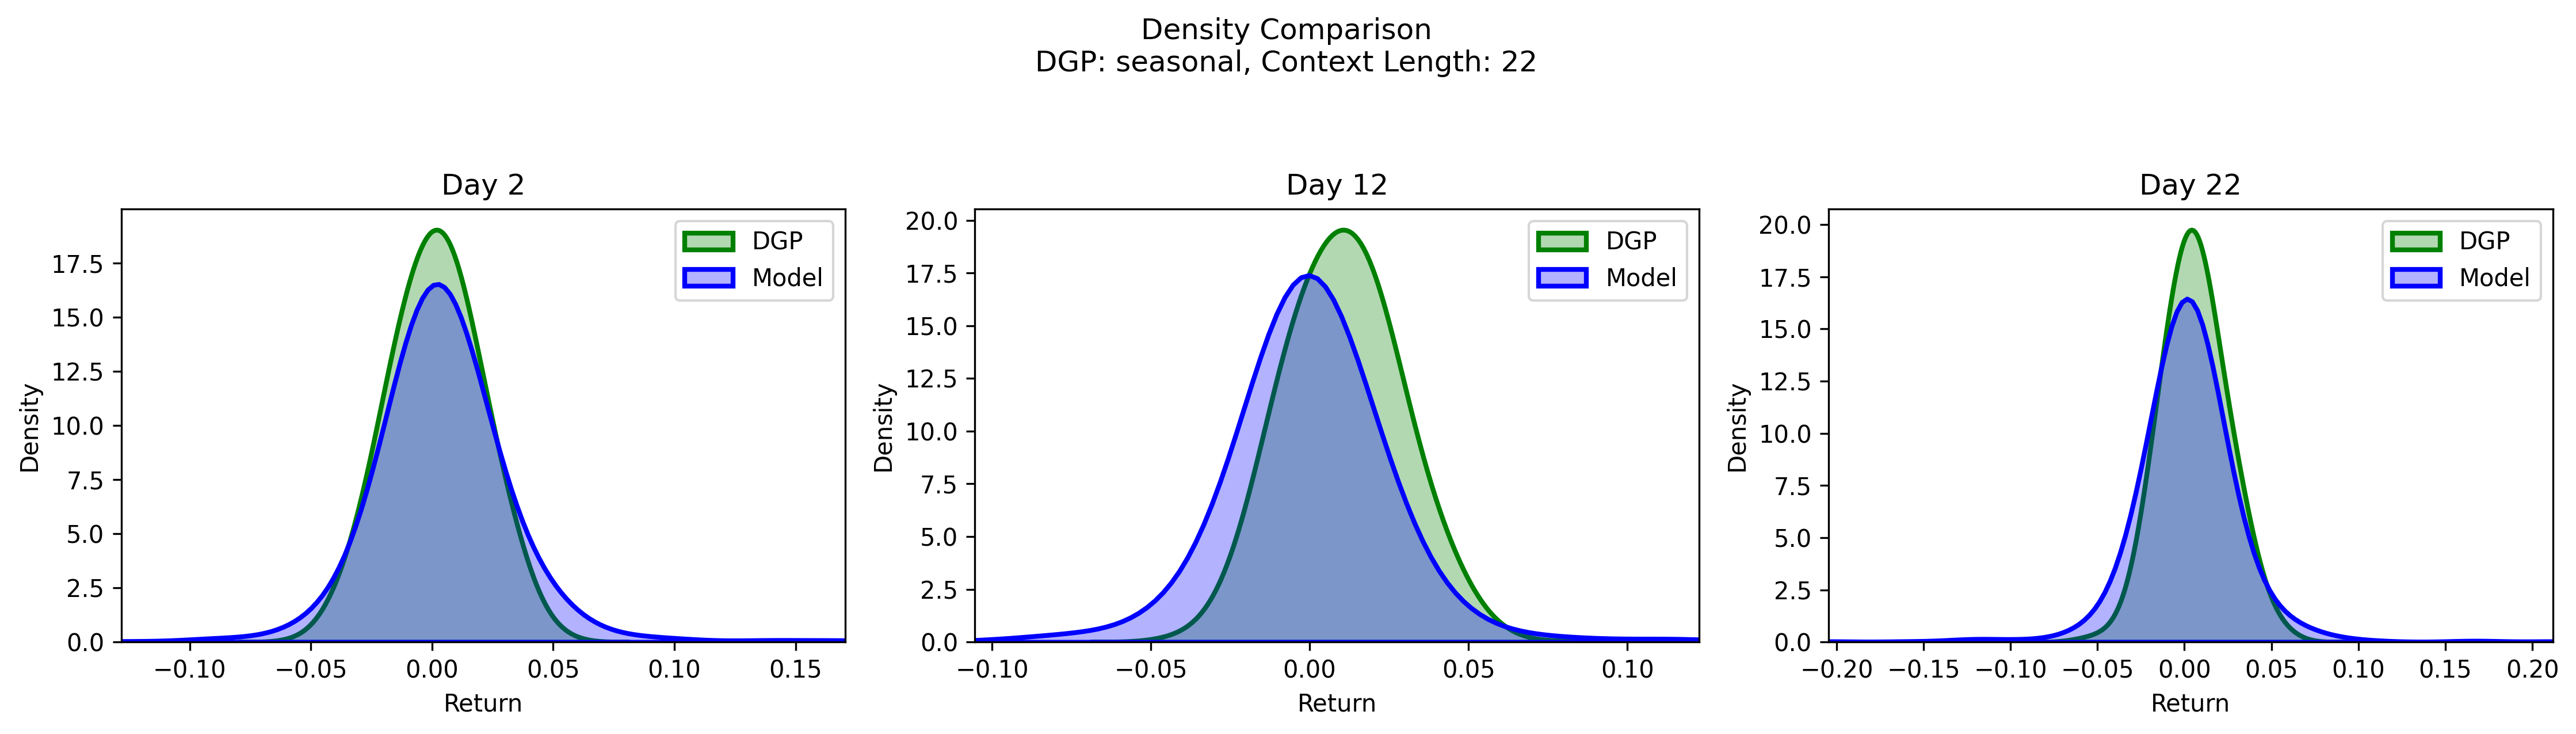 Density Comparison
DGP: seasonal, Context Length: 22
Day 2
17.5
15.0
12.5
10.0
7.5
5.0
2.5
0.0
Density
−0.10 −0.05 0.00 0.05 0.10 0.15
Return
DGP
Model
Day 12
20.0
17.5
15.0
12.5
10.0
7.5
5.0
2.5
0.0
Density
−0.10 −0.05 0.00 0.05 0.10
Return
DGP
Model
Day 22
20.0
17.5
15.0
12.5
10.0
7.5
5.0
2.5
0.0
Density
−0.20 −0.15 −0.10 −0.05 0.00 0.05 0.10 0.15 0.20
Return
DGP
Model